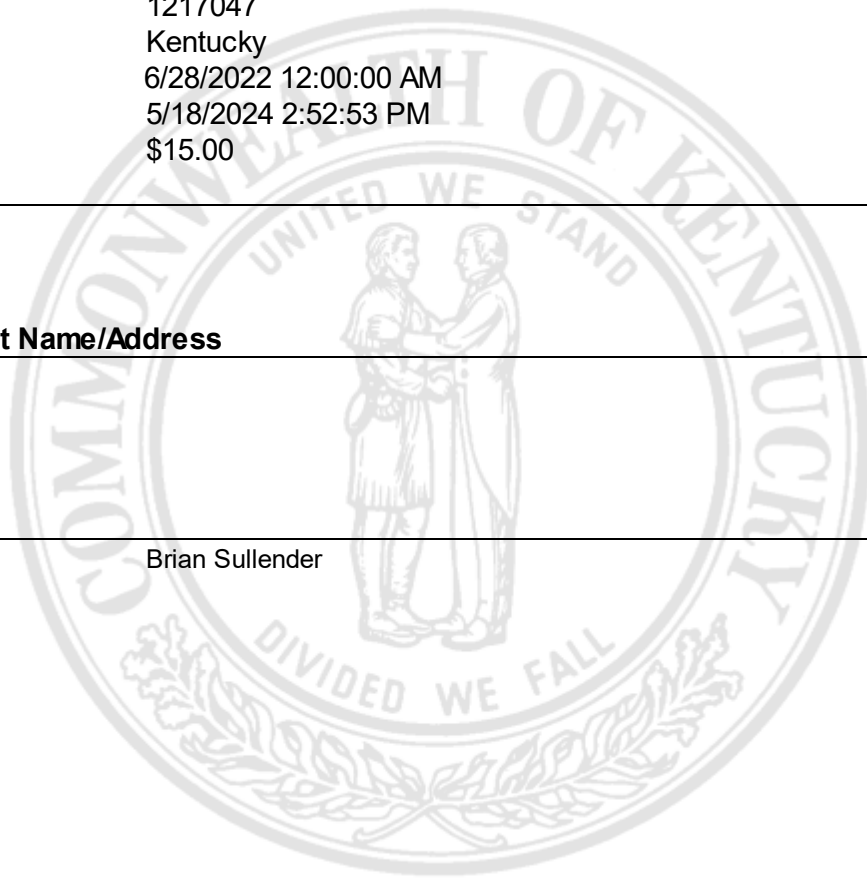 1217047
Kentucky
6/28/2022 12:00:00 AM
5/18/2024 2:52:53 PM
$15.00
COMMONWEALTH OF KENTUCKY
UNITED WE STAND
t Name/Address
Brian Sullender
DIVIDED WE FALL